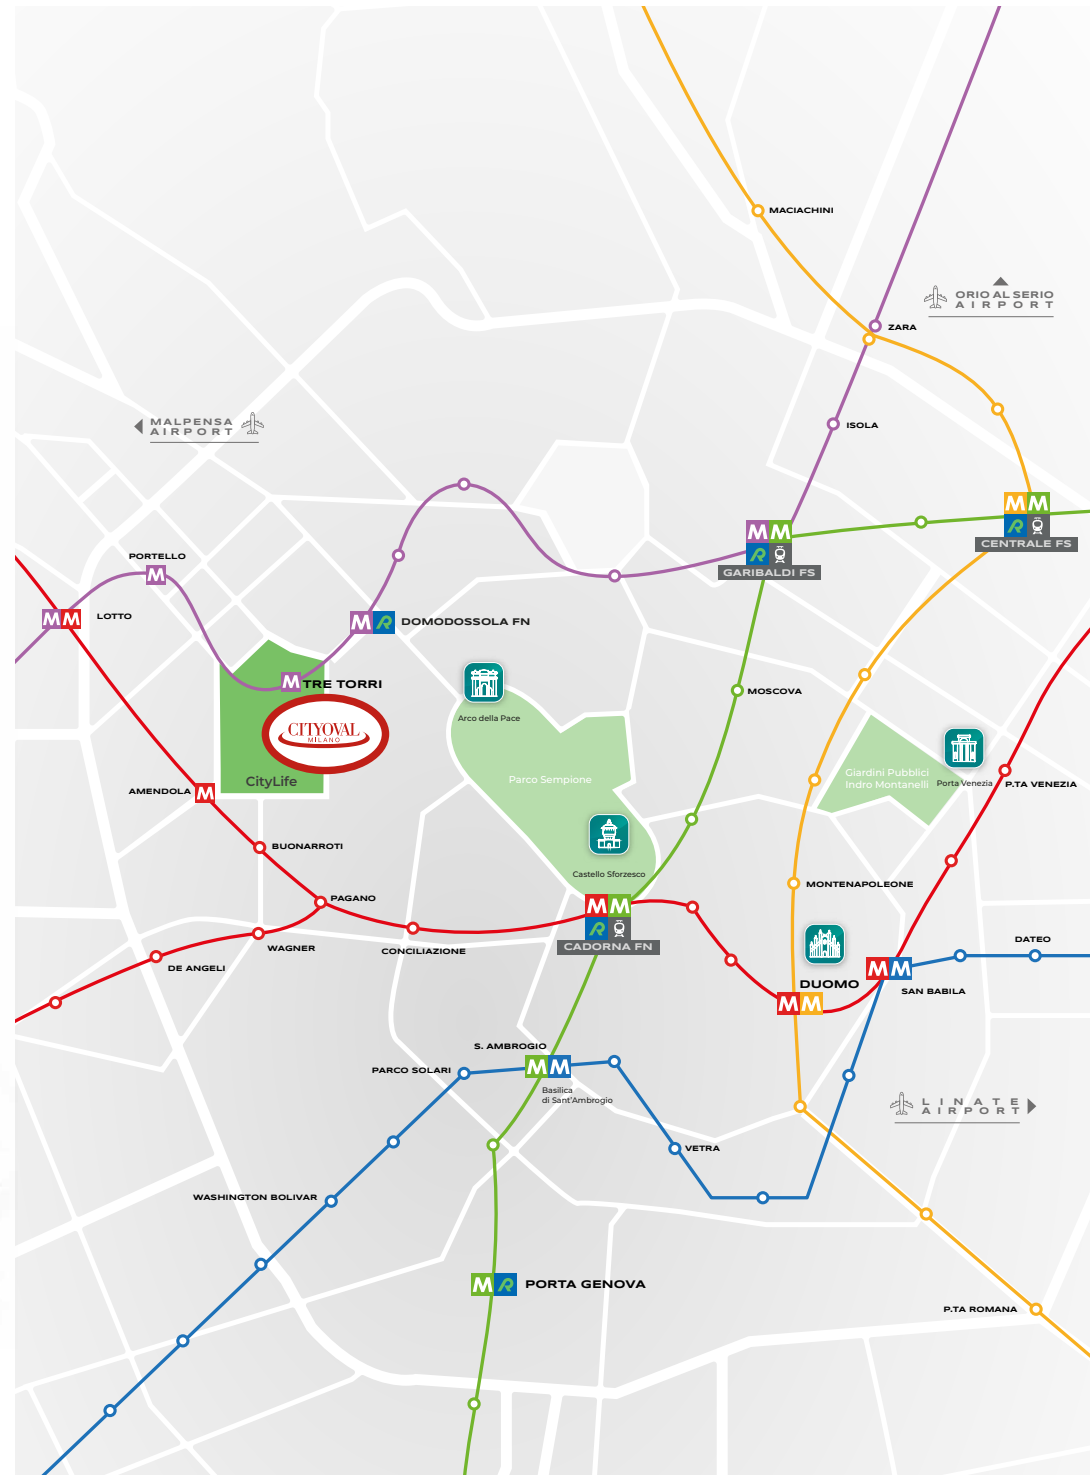 MACIACHINI
ORIO AL SERIO
AIRPORT
ZARA
MALPENSA
AIRPORT
ISOLA
M M
R
CENTRALE FS
M M
R
GARIBALDI FS
PORTELLO
M
M M
LOTTO
M R
DOMODOSSOLA FN
M
TRE TORRI
CITYOVAL
MILANO
CityLife
Arco della Pace
MOSCOVA
Parco Sempione
Giardini Pubblici
Indro Montanelli
Porta Venezia
P.TA VENEZIA
AMENDOLA
M
BUONARROTI
Castello Sforzesco
PAGANO
MONTENAPOLEONE
M M
R
CADORNA FN
WAGNER
CONCILIAZIONE
DE ANGELI
DATEO
M M
SAN BABILA
DUOMO
M M
S. AMBROGIO
M M
PARCO SOLARI
Basilica
di Sant'Ambrogio
LINATE
AIRPORT
VETRA
WASHINGTON BOLIVAR
M R
PORTA GENOVA
P.TA ROMANA